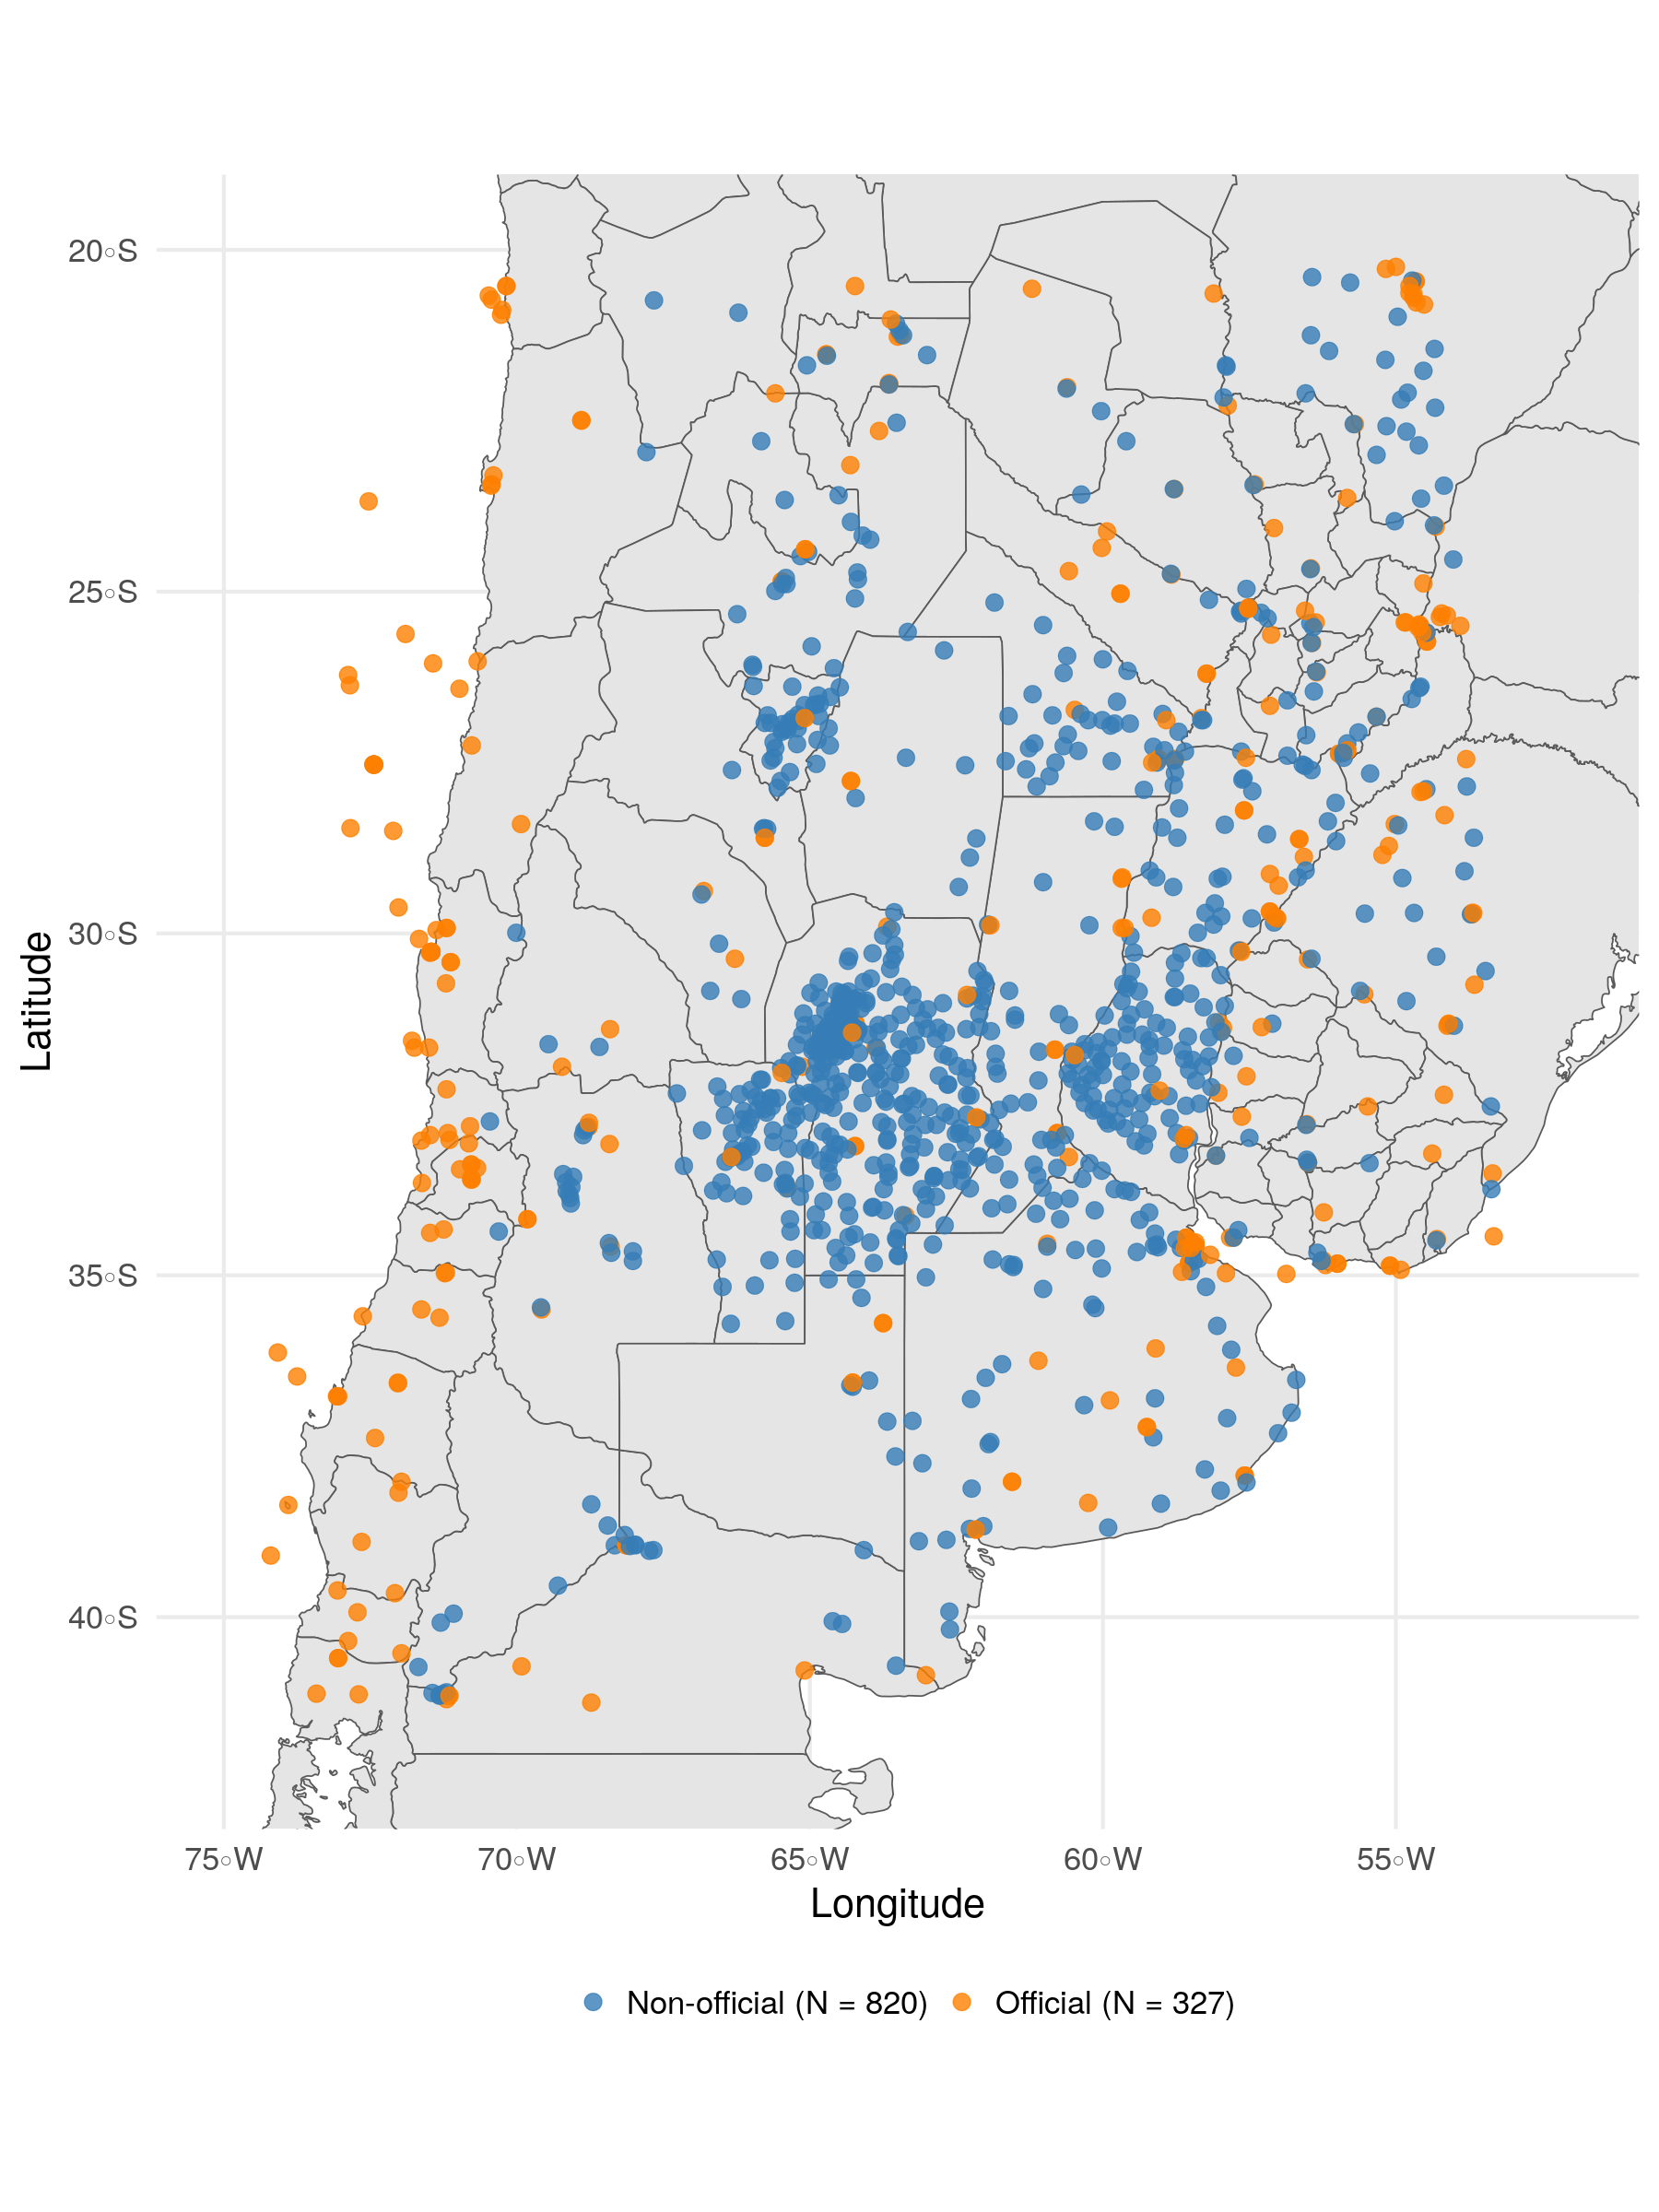 20◦S
25◦S
30◦S
35◦S
40◦S
Latitude
75◦W 70◦W 65◦W 60◦W 55◦W
Longitude
Non-official (N = 820) Official (N = 327)